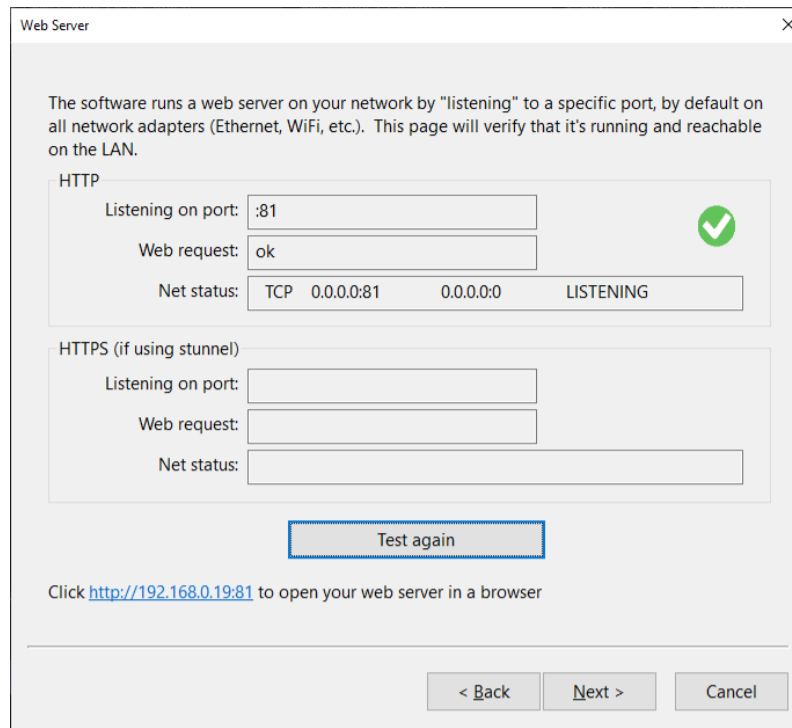 Web Server
The software runs a web server on your network by "listening" to a specific port, by default on
all network adapters (Ethernet, WiFi, etc.).  This page will verify that it's running and reachable
on the LAN.
HTTP
Listening on port: :81
Web request: ok
Net status: TCP 0.0.0.0:81 0.0.0.0:0 LISTENING
HTTPS (if using stunnel)
Listening on port:
Web request:
Net status:
Test again
Click http://192.168.0.19:81 to open your web server in a browser
< Back Next > Cancel